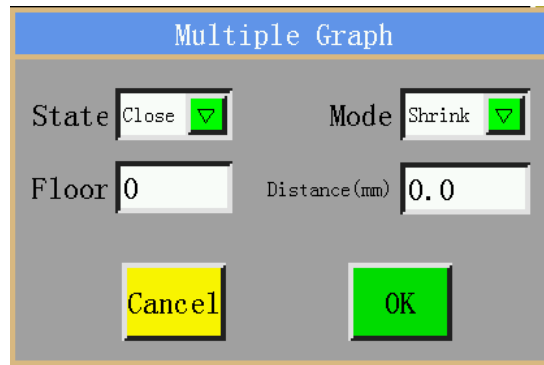 Multiple Graph
State Close Mode Shrink
Floor 0 Distance(mm) 0.0
Cancel OK